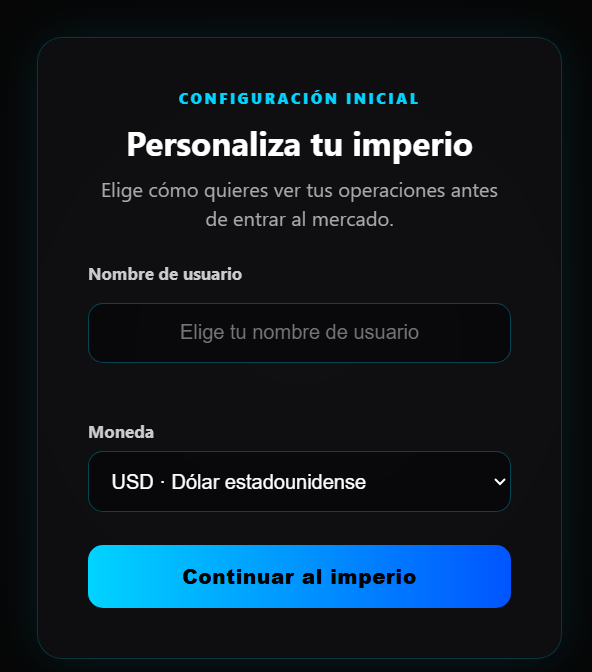 CONFIGURACIÓN INICIAL
Personaliza tu imperio
Elige cómo quieres ver tus operaciones antes
de entrar al mercado.
Nombre de usuario
Elige tu nombre de usuario
Moneda
USD · Dólar estadounidense
Continuar al imperio